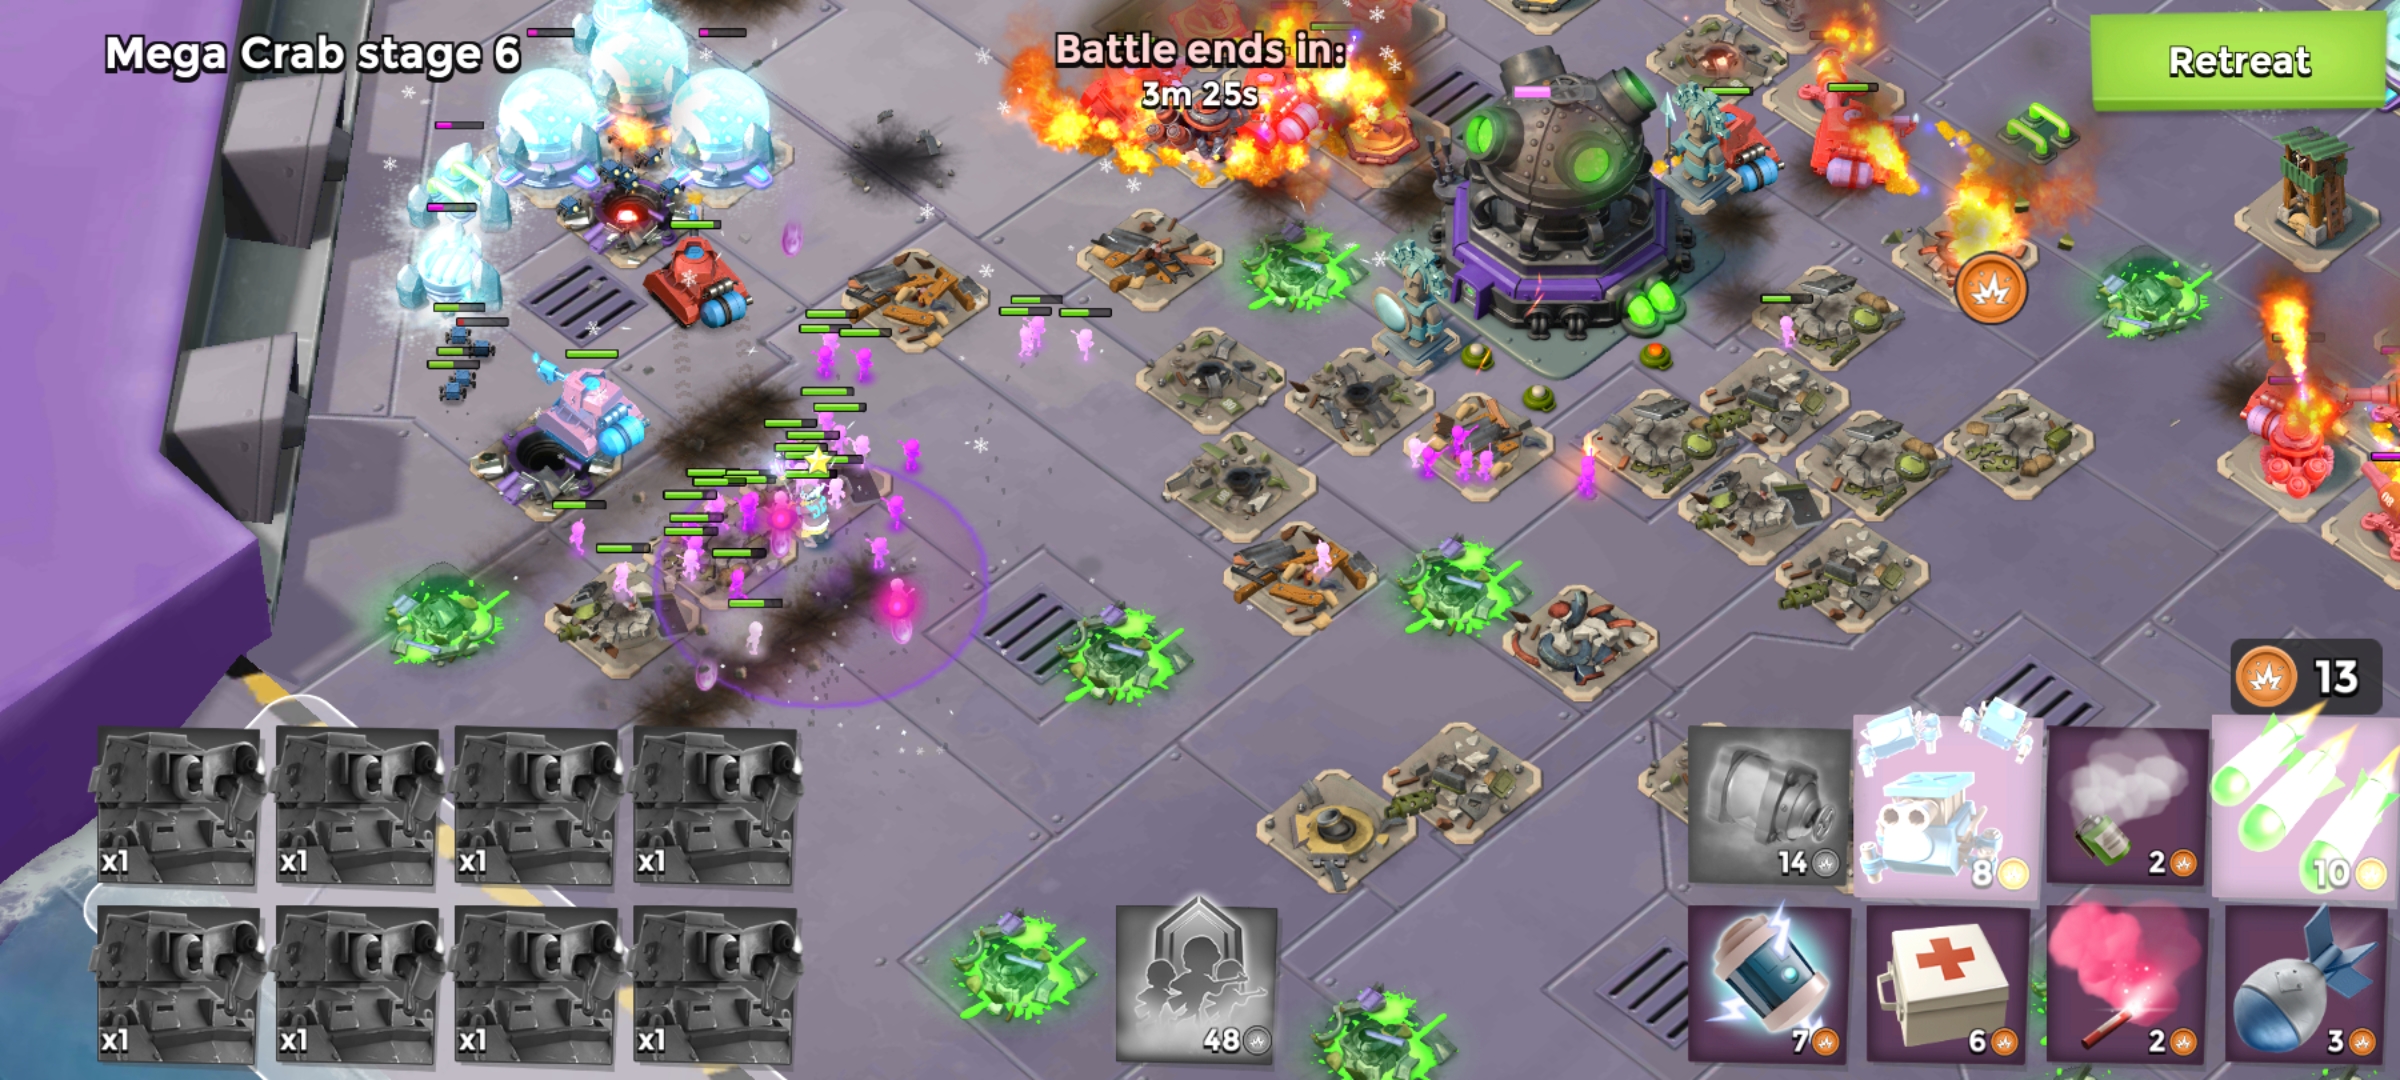 Mega Crab stage 6
Battle ends in:
3m 25s
Retreat
13
x1
x1
x1
x1
14
8
2
10
x1
x1
x1
x1
48
7
6
2
3